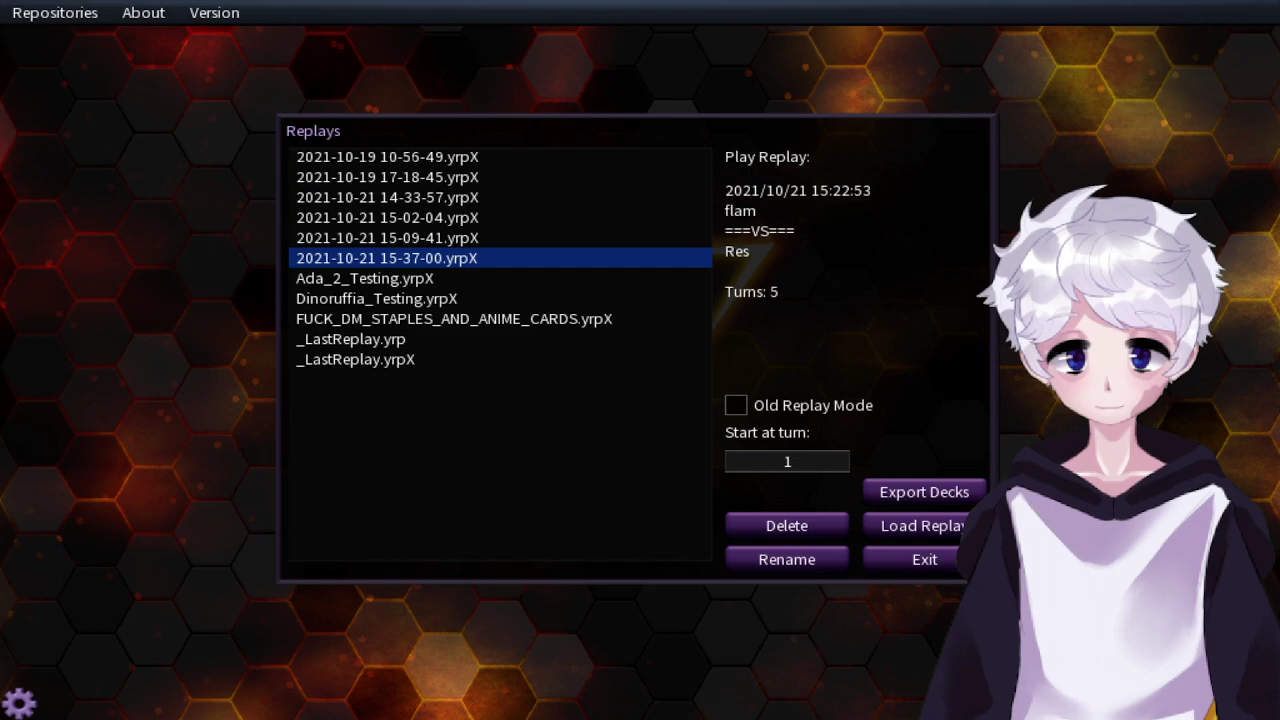 Repositories About Version
Replays
2021-10-19 10-56-49.yrpX
2021-10-19 17-18-45.yrpX
2021-10-21 14-33-57.yrpX
2021-10-21 15-02-04.yrpX
2021-10-21 15-09-41.yrpX
2021-10-21 15-37-00.yrpX
Ada_2_Testing.yrpX
Dinoruffia_Testing.yrpX
FUCK_DM_STAPLES_AND_ANIME_CARDS.yrpX
_LastReplay.yrp
_LastReplay.yrpX
Play Replay:
2021/10/21 15:22:53
flam
===VS===
Res
Turns: 5
Old Replay Mode
Start at turn:
1
Export Decks
Delete
Load Replay
Rename
Exit